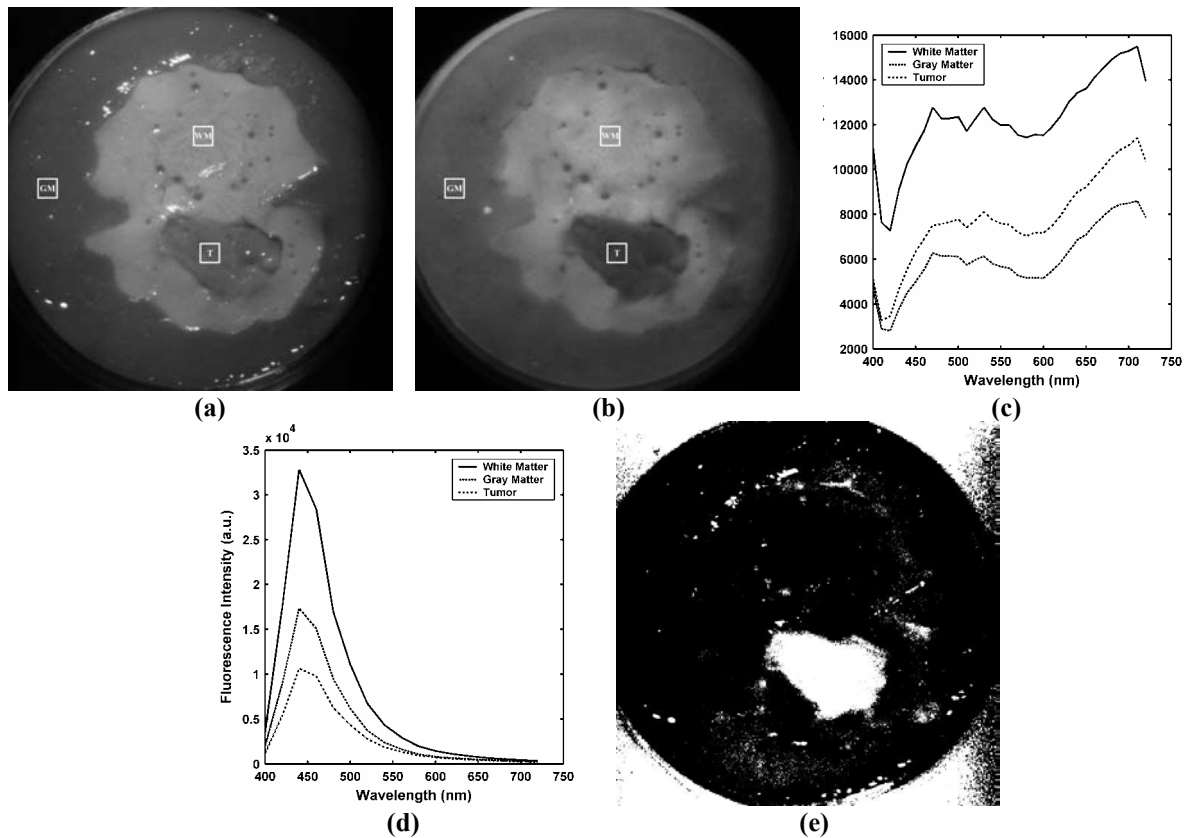 WM
GM
T
(a)
WM
GM
T
(b)
16000
14000
12000
10000
8000
6000
4000
2000
White Matter
Gray Matter
Tumor
400 450 500 550 600 650 700 750
Wavelength (nm)
(c)
x 10⁴
3.5
3
2.5
2
1.5
1
0.5
0
Fluorescence Intensity (a.u.)
White Matter
Gray Matter
Tumor
400 450 500 550 600 650 700 750
Wavelength (nm)
(d)
(e)